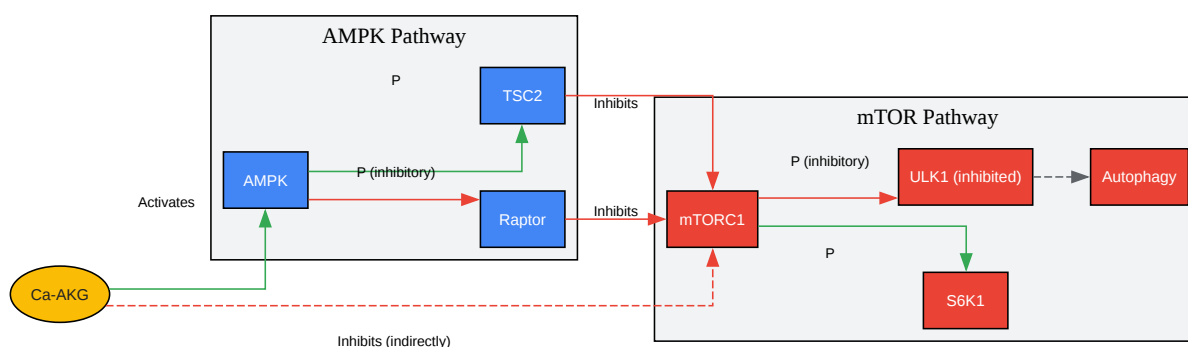 AMPK Pathway
P
TSC2
Inhibits
mTOR Pathway
AMPK
P (inhibitory)
P (inhibitory)
ULK1 (inhibited)
Autophagy
Activates
Raptor
Inhibits
mTORC1
P
Ca-AKG
S6K1
Inhibits (indirectly)